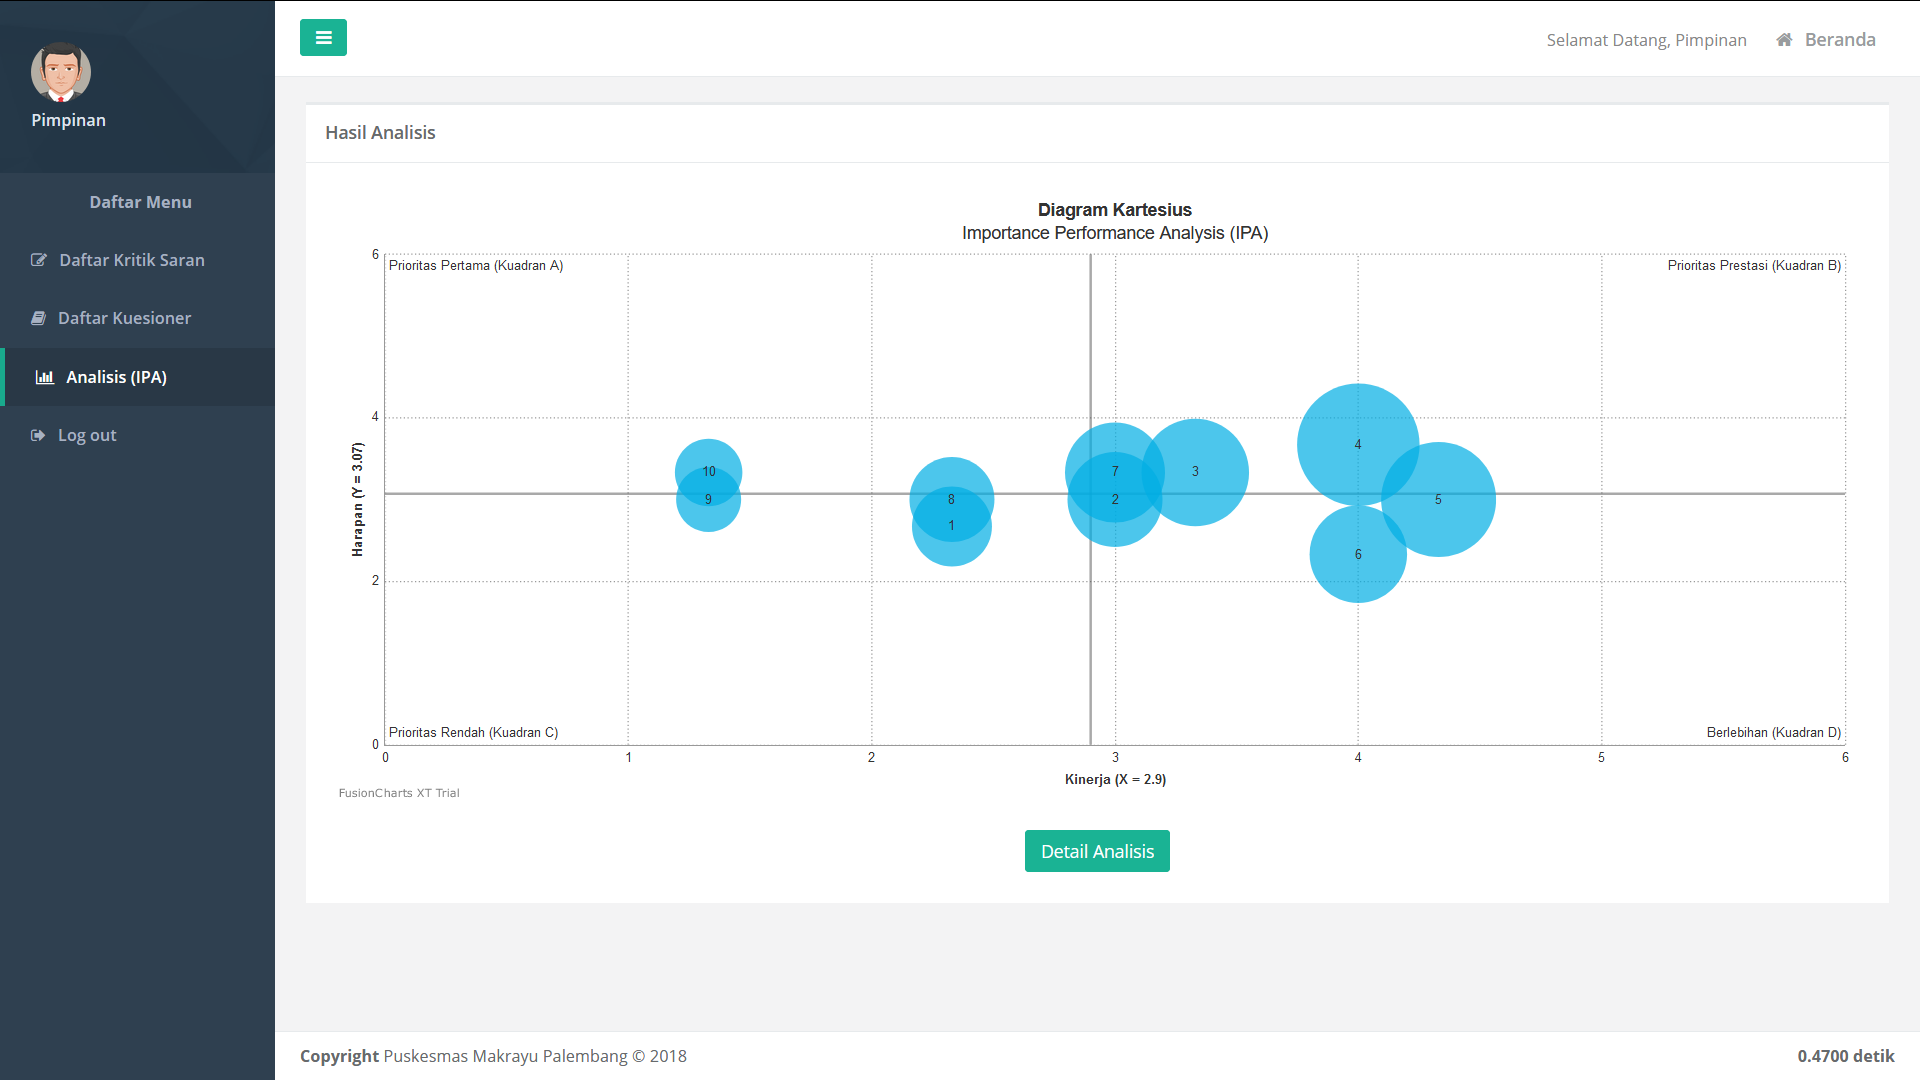 Pimpinan
Daftar Menu
Daftar Kritik Saran
Daftar Kuesioner
Analisis (IPA)
Log out
Selamat Datang, Pimpinan
Beranda
Hasil Analisis
Diagram Kartesius
Importance Performance Analysis (IPA)
Prioritas Pertama (Kuadran A)
Prioritas Prestasi (Kuadran B)
6
4
2
0
Harapan (Y = 3.07)
10
9
8
1
7
2
3
4
5
6
Prioritas Rendah (Kuadran C)
Berlebihan (Kuadran D)
0 1 2 3 4 5 6
Kinerja (X = 2.9)
FusionCharts XT Trial
Detail Analisis
Copyright Puskesmas Makrayu Palembang © 2018
0.4700 detik